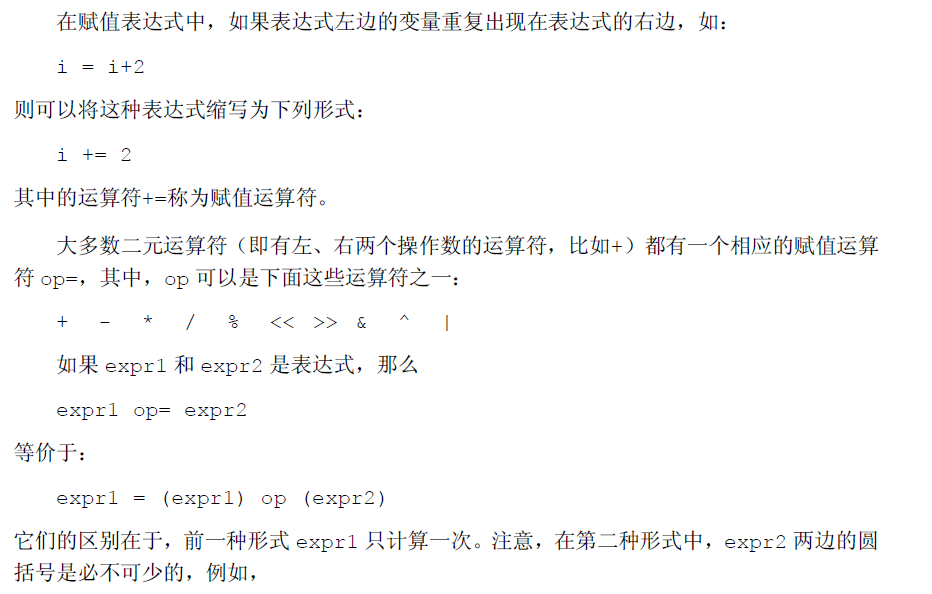 在赋值表达式中，如果表达式左边的变量重复出现在表达式的右边，如：
i = i+2
则可以将这种表达式缩写为下列形式：
i += 2
其中的运算符+=称为赋值运算符。
大多数二元运算符（即有左、右两个操作数的运算符，比如+）都有一个相应的赋值运算
符 op=，其中，op 可以是下面这些运算符之一：
+ - * / % << >> & ^ |
如果 expr1 和 expr2 是表达式，那么
expr1 op= expr2
等价于：
expr1 = (expr1) op (expr2)
它们的区别在于，前一种形式 expr1 只计算一次。注意，在第二种形式中，expr2 两边的圆
括号是必不可少的，例如，